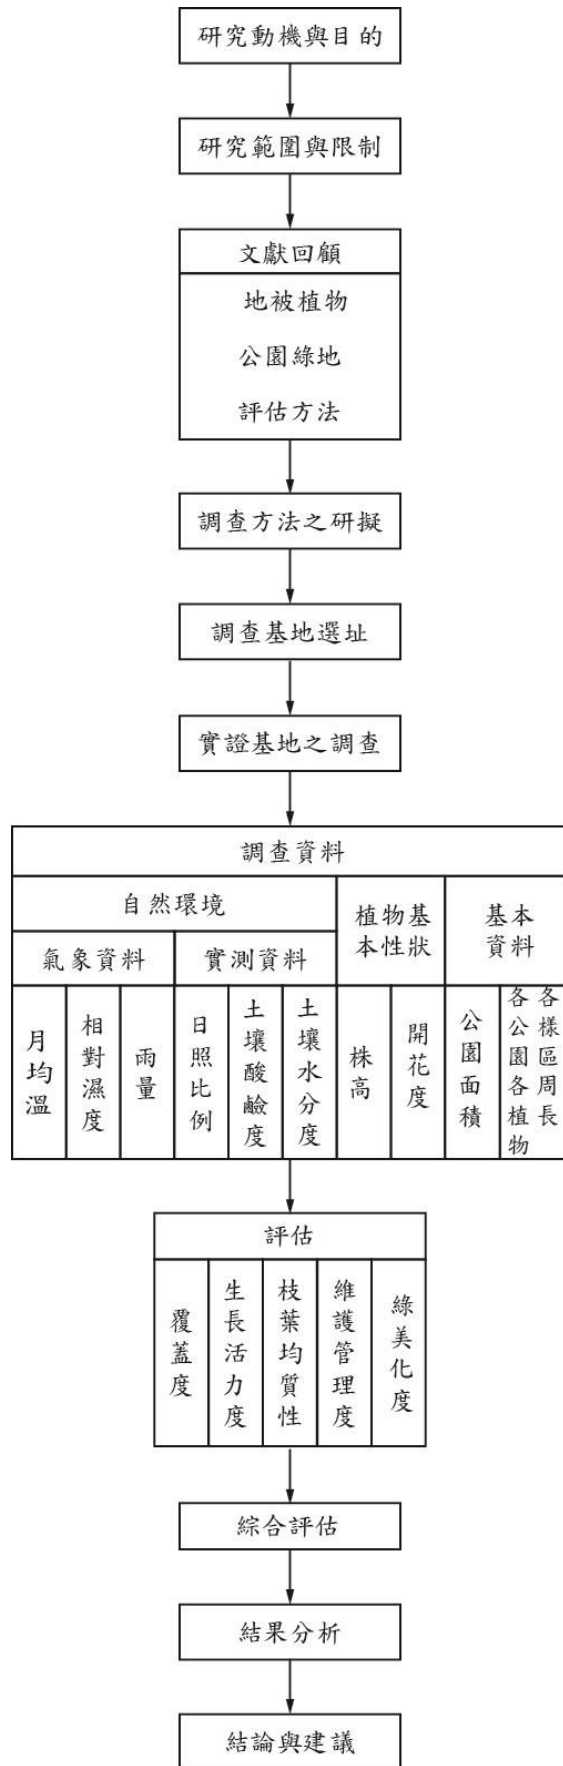 研究動機與目的
研究範圍與限制
文獻回顧
地被植物
公園綠地
評估方法
調查方法之研擬
調查基地選址
實證基地之調查
調查資料
自然環境
植物基本性狀
基本資料
氣象資料
實測資料
月均溫
相對濕度
雨量
日照比例
土壤酸鹼度
土壤水分度
株高
開花度
公園面積
各樣區周長
各公園各植物
評估
覆蓋度
生長活力度
枝葉均質性
維護管理度
綠美化度
綜合評估
結果分析
結論與建議